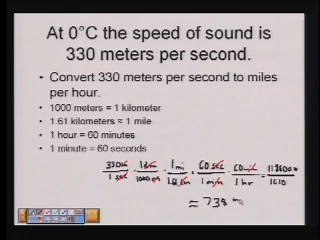 At 0°C the speed of sound is
330 meters per second.
• Convert 330 meters per second to miles
per hour.
• 1000 meters = 1 kilometer
• 1.61 kilometers ≈ 1 mile
• 1 hour = 60 minutes
• 1 minute = 60 seconds
330 m / 1 sec · 1 km / 1000 m · 1 mi / 1.61 km · 60 sec / 1 min · 60 min / 1 hr = 1188000 / 1610
≈ 738 m